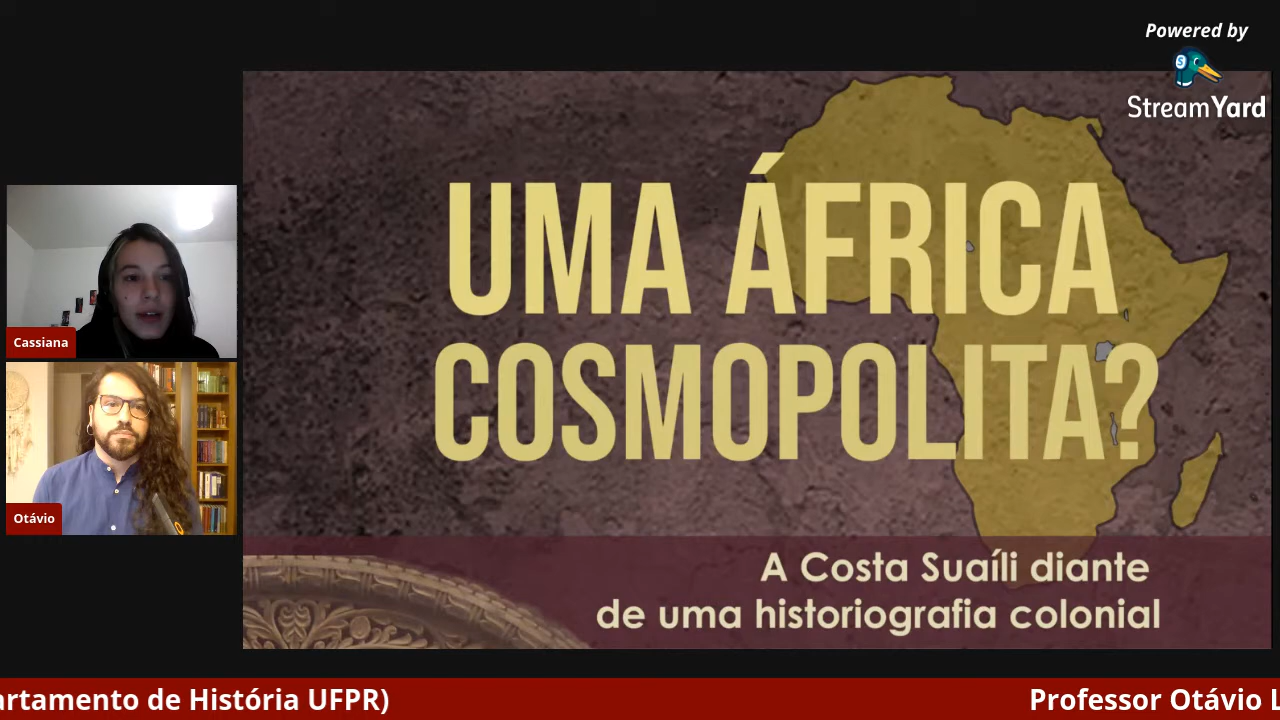 Powered by
StreamYard
UMA ÁFRICA
COSMOPOLITA?
A Costa Suaíli diante
de uma historiografia colonial
Cassiana
Otávio
artamento de História UFPR)
Professor Otávio L